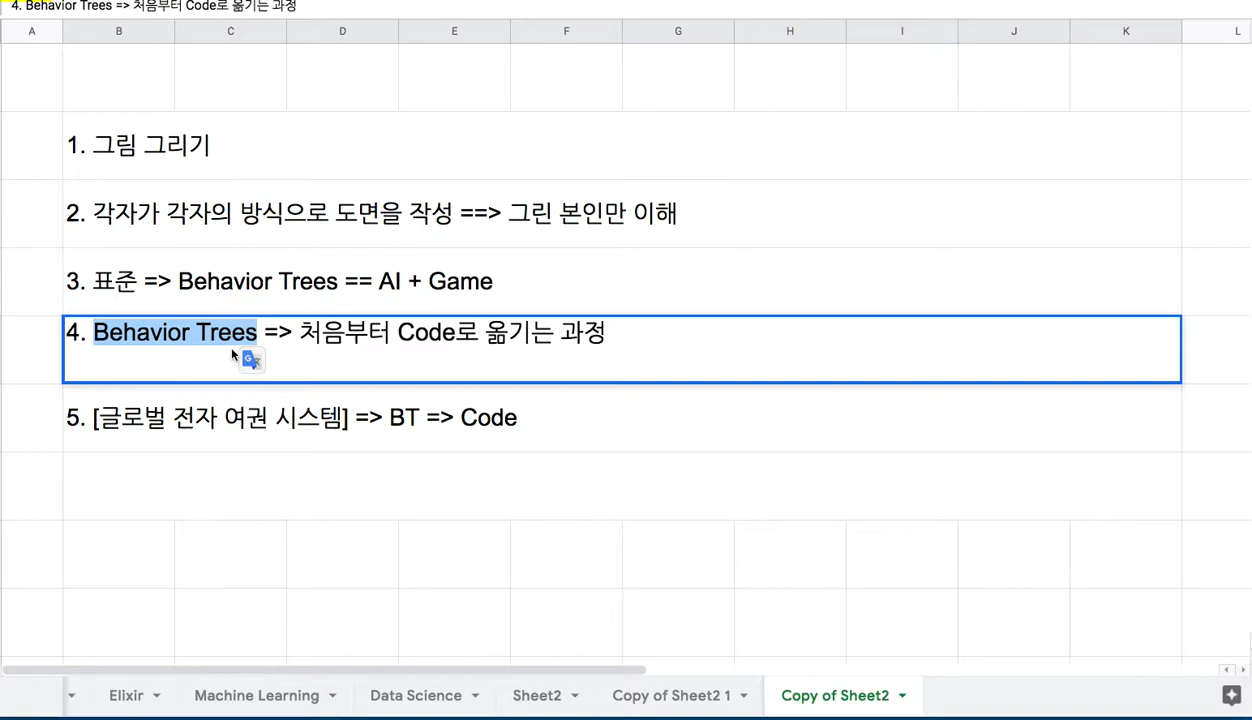 4. Behavior Trees => 처음부터 Code로 옮기는 과정
A B C D E F G H I J K L
1. 그림 그리기
2. 각자가 각자의 방식으로 도면을 작성 ==> 그린 본인만 이해
3. 표준 => Behavior Trees == AI + Game
4. Behavior Trees => 처음부터 Code로 옮기는 과정
5. [글로벌 전자 여권 시스템] => BT => Code
Elixir Machine Learning Data Science Sheet2 Copy of Sheet2 1 Copy of Sheet2